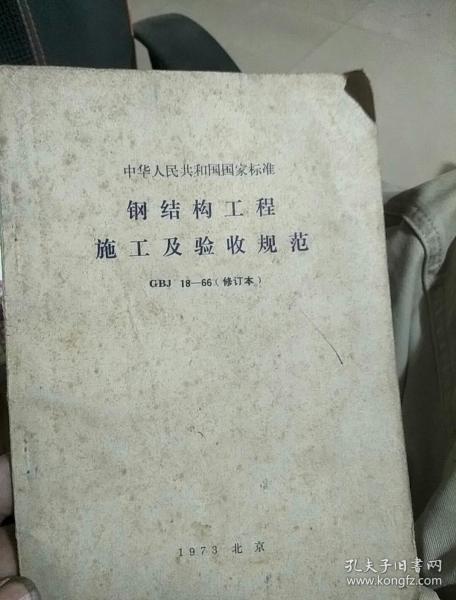 中华人民共和国国家标准
钢结构工程
施工及验收规范
GBJ 18—66（修订本）
1973 北京
孔夫子旧书网
www.kongfz.com